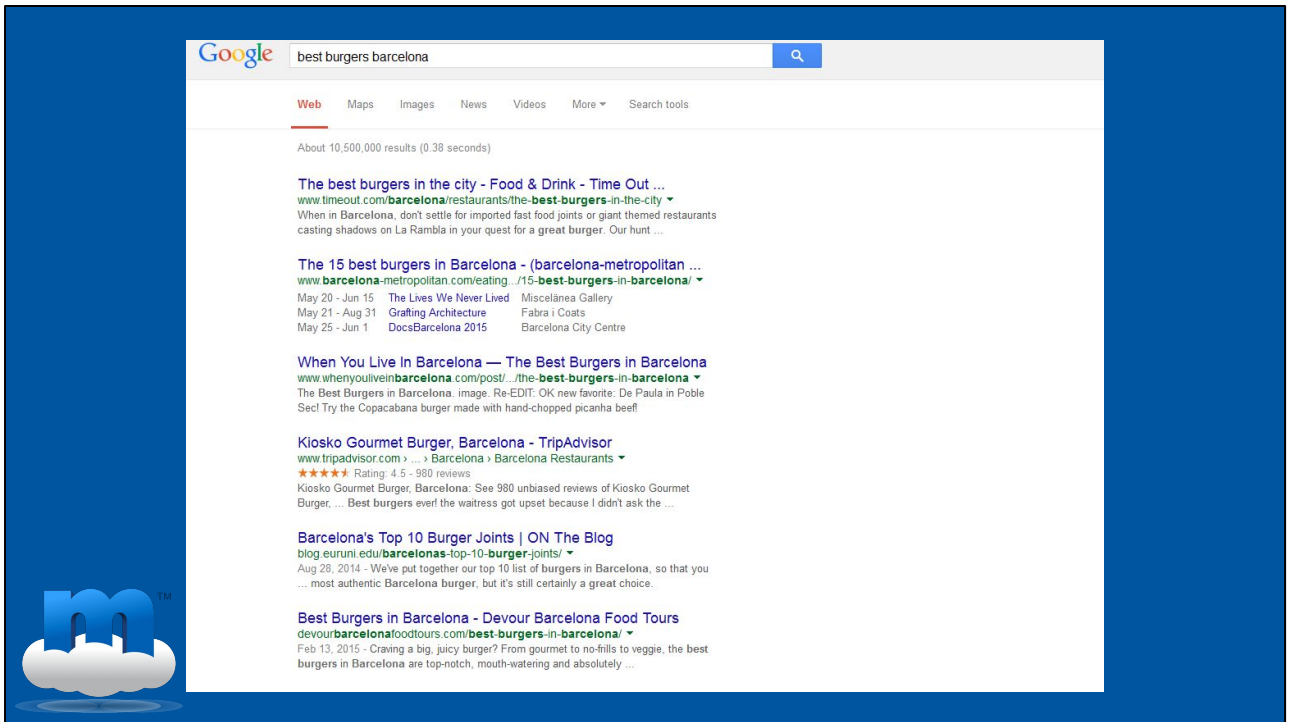 Google best burgers barcelona
Web Maps Images News Videos More Search tools
About 10,500,000 results (0.38 seconds)
The best burgers in the city - Food & Drink - Time Out ...
www.timeout.com/barcelona/restaurants/the-best-burgers-in-the-city
When in Barcelona, don't settle for imported fast food joints or giant themed restaurants
casting shadows on La Rambla in your quest for a great burger. Our hunt ...
The 15 best burgers in Barcelona - (barcelona-metropolitan ...
www.barcelona-metropolitan.com/eating.../15-best-burgers-in-barcelona/
May 20 - Jun 15 The Lives We Never Lived Miscelänea Gallery
May 21 - Aug 31 Grafting Architecture Fabra i Coats
May 25 - Jun 1 DocsBarcelona 2015 Barcelona City Centre
When You Live In Barcelona — The Best Burgers in Barcelona
www.whenyouliveinbarcelona.com/post/.../the-best-burgers-in-barcelona
The Best Burgers in Barcelona. image. Re-EDIT: OK new favorite: De Paula in Poble
Sec! Try the Copacabana burger made with hand-chopped picanha beef!
Kiosko Gourmet Burger, Barcelona - TripAdvisor
www.tripadvisor.com › ... › Barcelona › Barcelona Restaurants
Rating: 4.5 - 980 reviews
Kiosko Gourmet Burger, Barcelona: See 980 unbiased reviews of Kiosko Gourmet
Burger, ... Best burgers ever! the waitress got upset because I didn't ask the ...
Barcelona's Top 10 Burger Joints | ON The Blog
blog.euruni.edu/barcelonas-top-10-burger-joints/
Aug 28, 2014 - We've put together our top 10 list of burgers in Barcelona, so that you
... most authentic Barcelona burger, but it's still certainly a great choice.
Best Burgers in Barcelona - Devour Barcelona Food Tours
devourbarcelonafoodtours.com/best-burgers-in-barcelona/
Feb 13, 2015 - Craving a big, juicy burger? From gourmet to no-frills to veggie, the best
burgers in Barcelona are top-notch, mouth-watering and absolutely ...
m TM